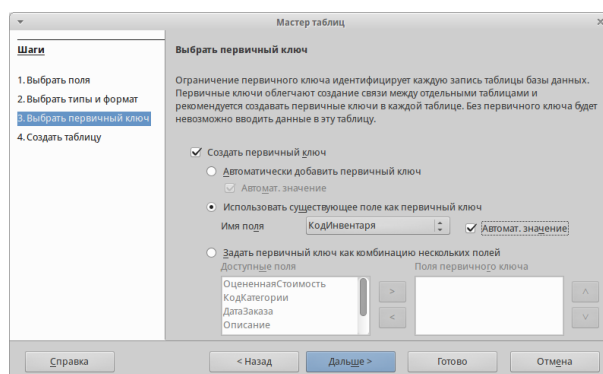 Мастер таблиц
Шаги
1. Выбрать поля
2. Выбрать типы и формат
3. Выбрать первичный ключ
4. Создать таблицу
Выбрать первичный ключ
Ограничение первичного ключа идентифицирует каждую запись таблицы базы данных.
Первичные ключи облегчают создание связи между отдельными таблицами и
рекомендуется создавать первичные ключи в каждой таблице. Без первичного ключа будет
невозможно вводить данные в эту таблицу.
Создать первичный ключ
Автоматически добавить первичный ключ
Автомат. значение
Использовать существующее поле как первичный ключ
Имя поля КодИнвентаря Автомат. значение
Задать первичный ключ как комбинацию нескольких полей
Доступные поля Поля первичного ключа
ОцененнаяСтоимость
КодКатегории
ДатаЗаказа
Описание
> < ^ v
Справка < Назад Дальше > Готово Отмена